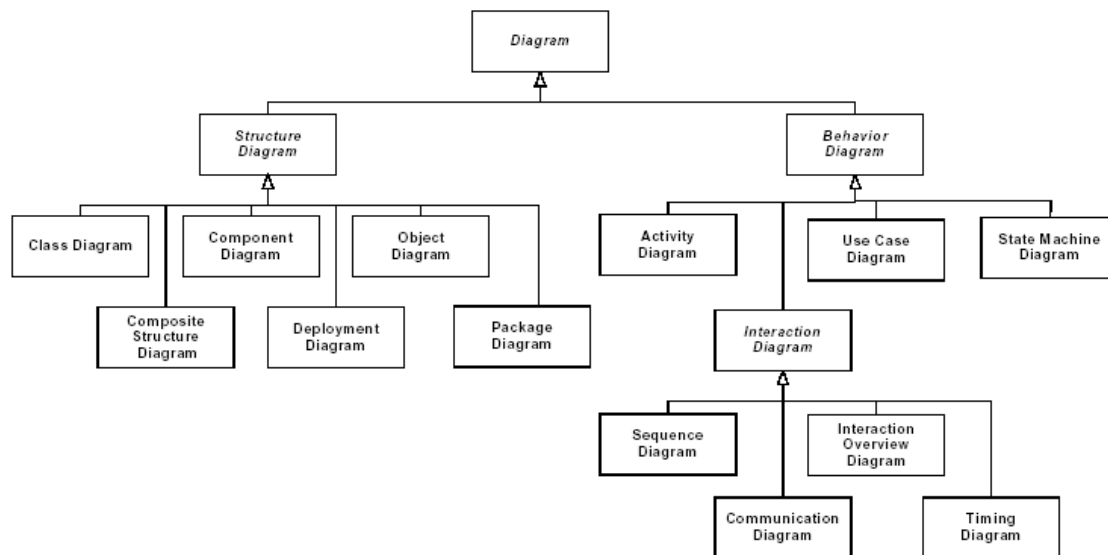 Diagram
Structure
Diagram
Behavior
Diagram
Class Diagram
Component
Diagram
Object
Diagram
Activity
Diagram
Use Case
Diagram
State Machine
Diagram
Composite
Structure
Diagram
Deployment
Diagram
Package
Diagram
Interaction
Diagram
Sequence
Diagram
Interaction
Overview
Diagram
Communication
Diagram
Timing
Diagram